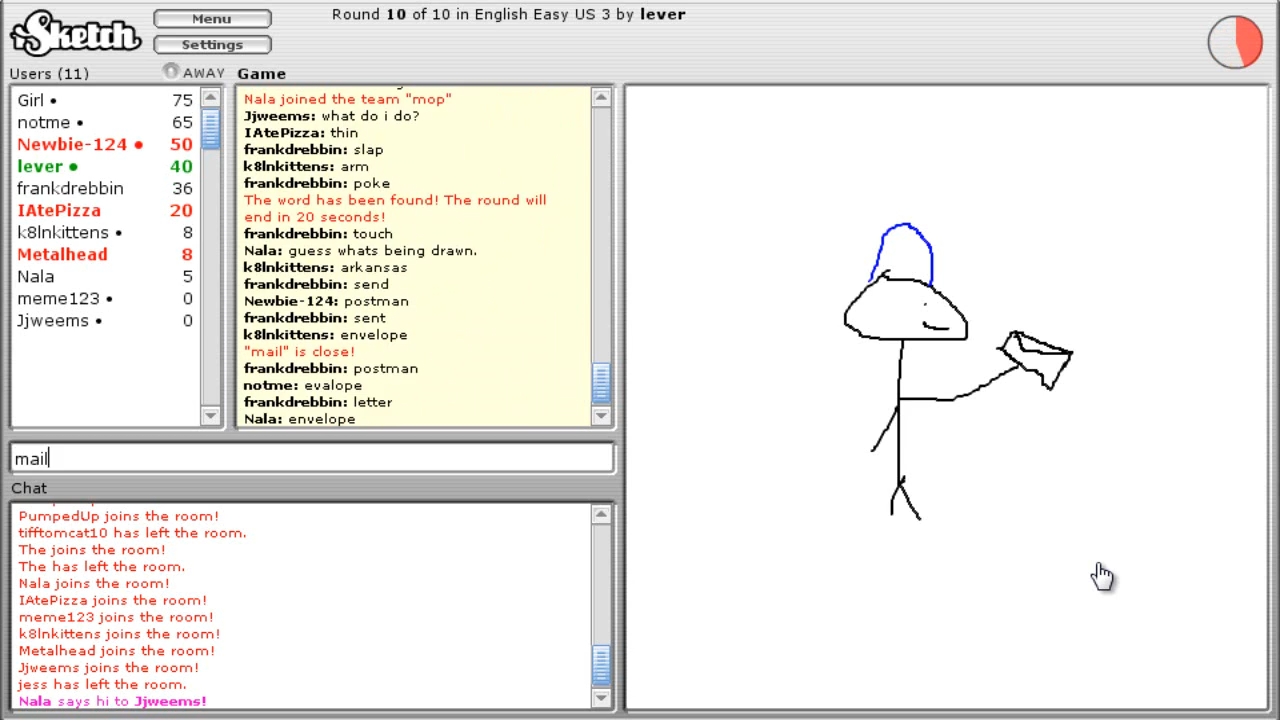 iSketch
Menu
Settings
Round 10 of 10 in English Easy US 3 by lever
Users (11)
AWAY
Game
Girl • 75
notme • 65
Newbie-124 • 50
lever • 40
frankdrebbin 36
IAtePizza 20
k8lnkittens • 8
Metalhead 8
Nala 5
meme123 • 0
Jjweems • 0
Nala joined the team "mop"
Jjweems: what do i do?
IAtePizza: thin
frankdrebbin: slap
k8lnkittens: arm
frankdrebbin: poke
The word has been found! The round will
end in 20 seconds!
frankdrebbin: touch
Nala: guess whats being drawn.
k8lnkittens: arkansas
frankdrebbin: send
Newbie-124: postman
frankdrebbin: sent
k8lnkittens: envelope
"mail" is close!
frankdrebbin: postman
notme: evalope
frankdrebbin: letter
Nala: envelope
mail
Chat
PumpedUp joins the room!
tifftomcat10 has left the room.
The joins the room!
The has left the room.
Nala joins the room!
IAtePizza joins the room!
meme123 joins the room!
k8lnkittens joins the room!
Metalhead joins the room!
Jjweems joins the room!
jess has left the room.
Nala says hi to Jjweems!